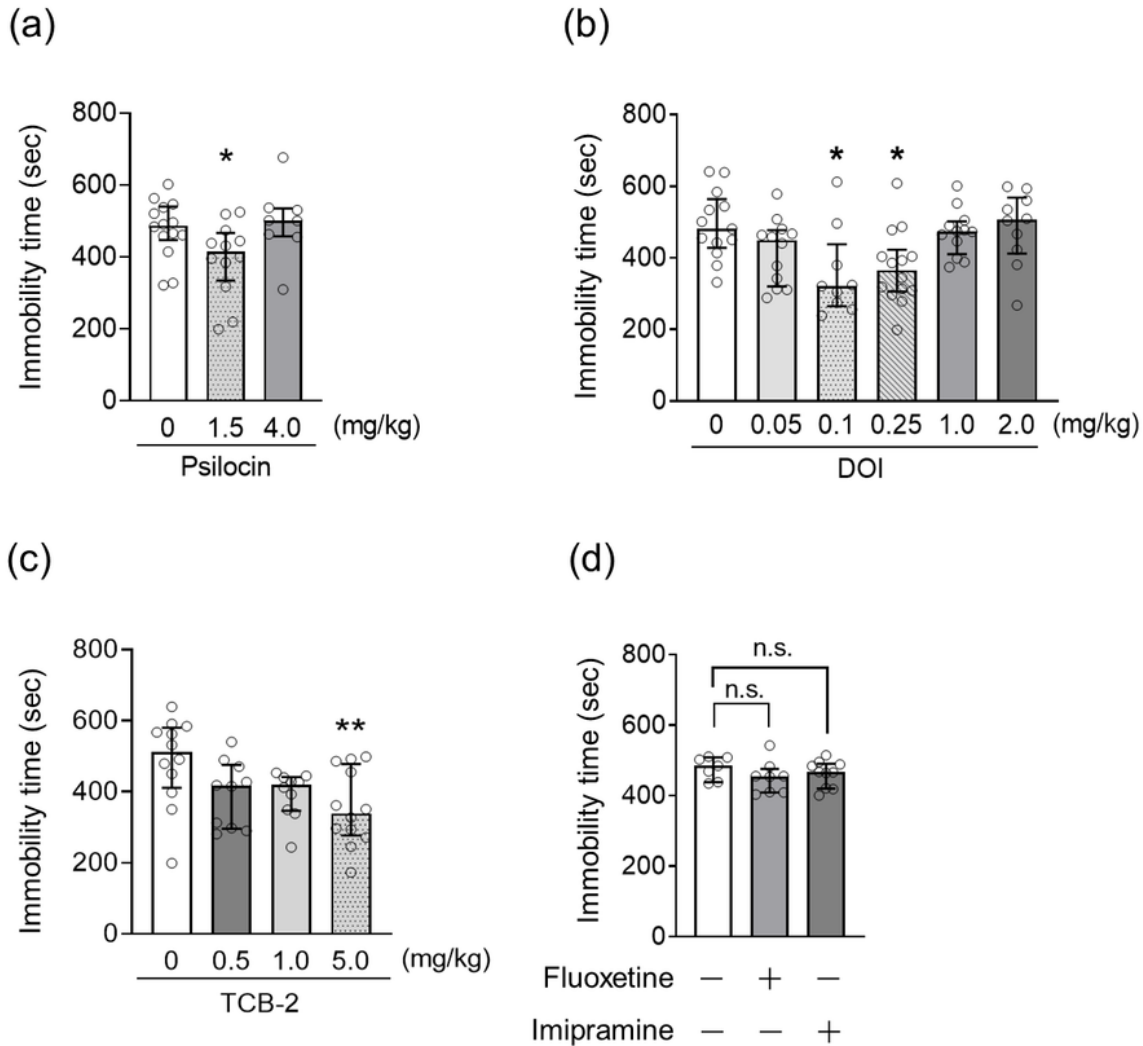 (a)
Immobility time (sec)
800
600
400
200
0
*
0 1.5 4.0 (mg/kg)
Psilocin
(b)
Immobility time (sec)
800
600
400
200
0
* *
0 0.05 0.1 0.25 1.0 2.0 (mg/kg)
DOI
(c)
Immobility time (sec)
800
600
400
200
0
**
0 0.5 1.0 5.0 (mg/kg)
TCB-2
(d)
Immobility time (sec)
800
600
400
200
0
n.s.
n.s.
Fluoxetine − + −
Imipramine − − +